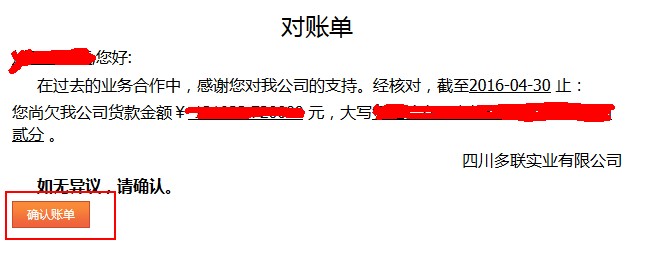 对账单
您好:
在过去的业务合作中，感谢您对我公司的支持。经核对，截至2016-04-30 止：
您尚欠我公司货款金额￥ 元，大写
贰分 。
四川多联实业有限公司
如无异议，请确认。
确认账单